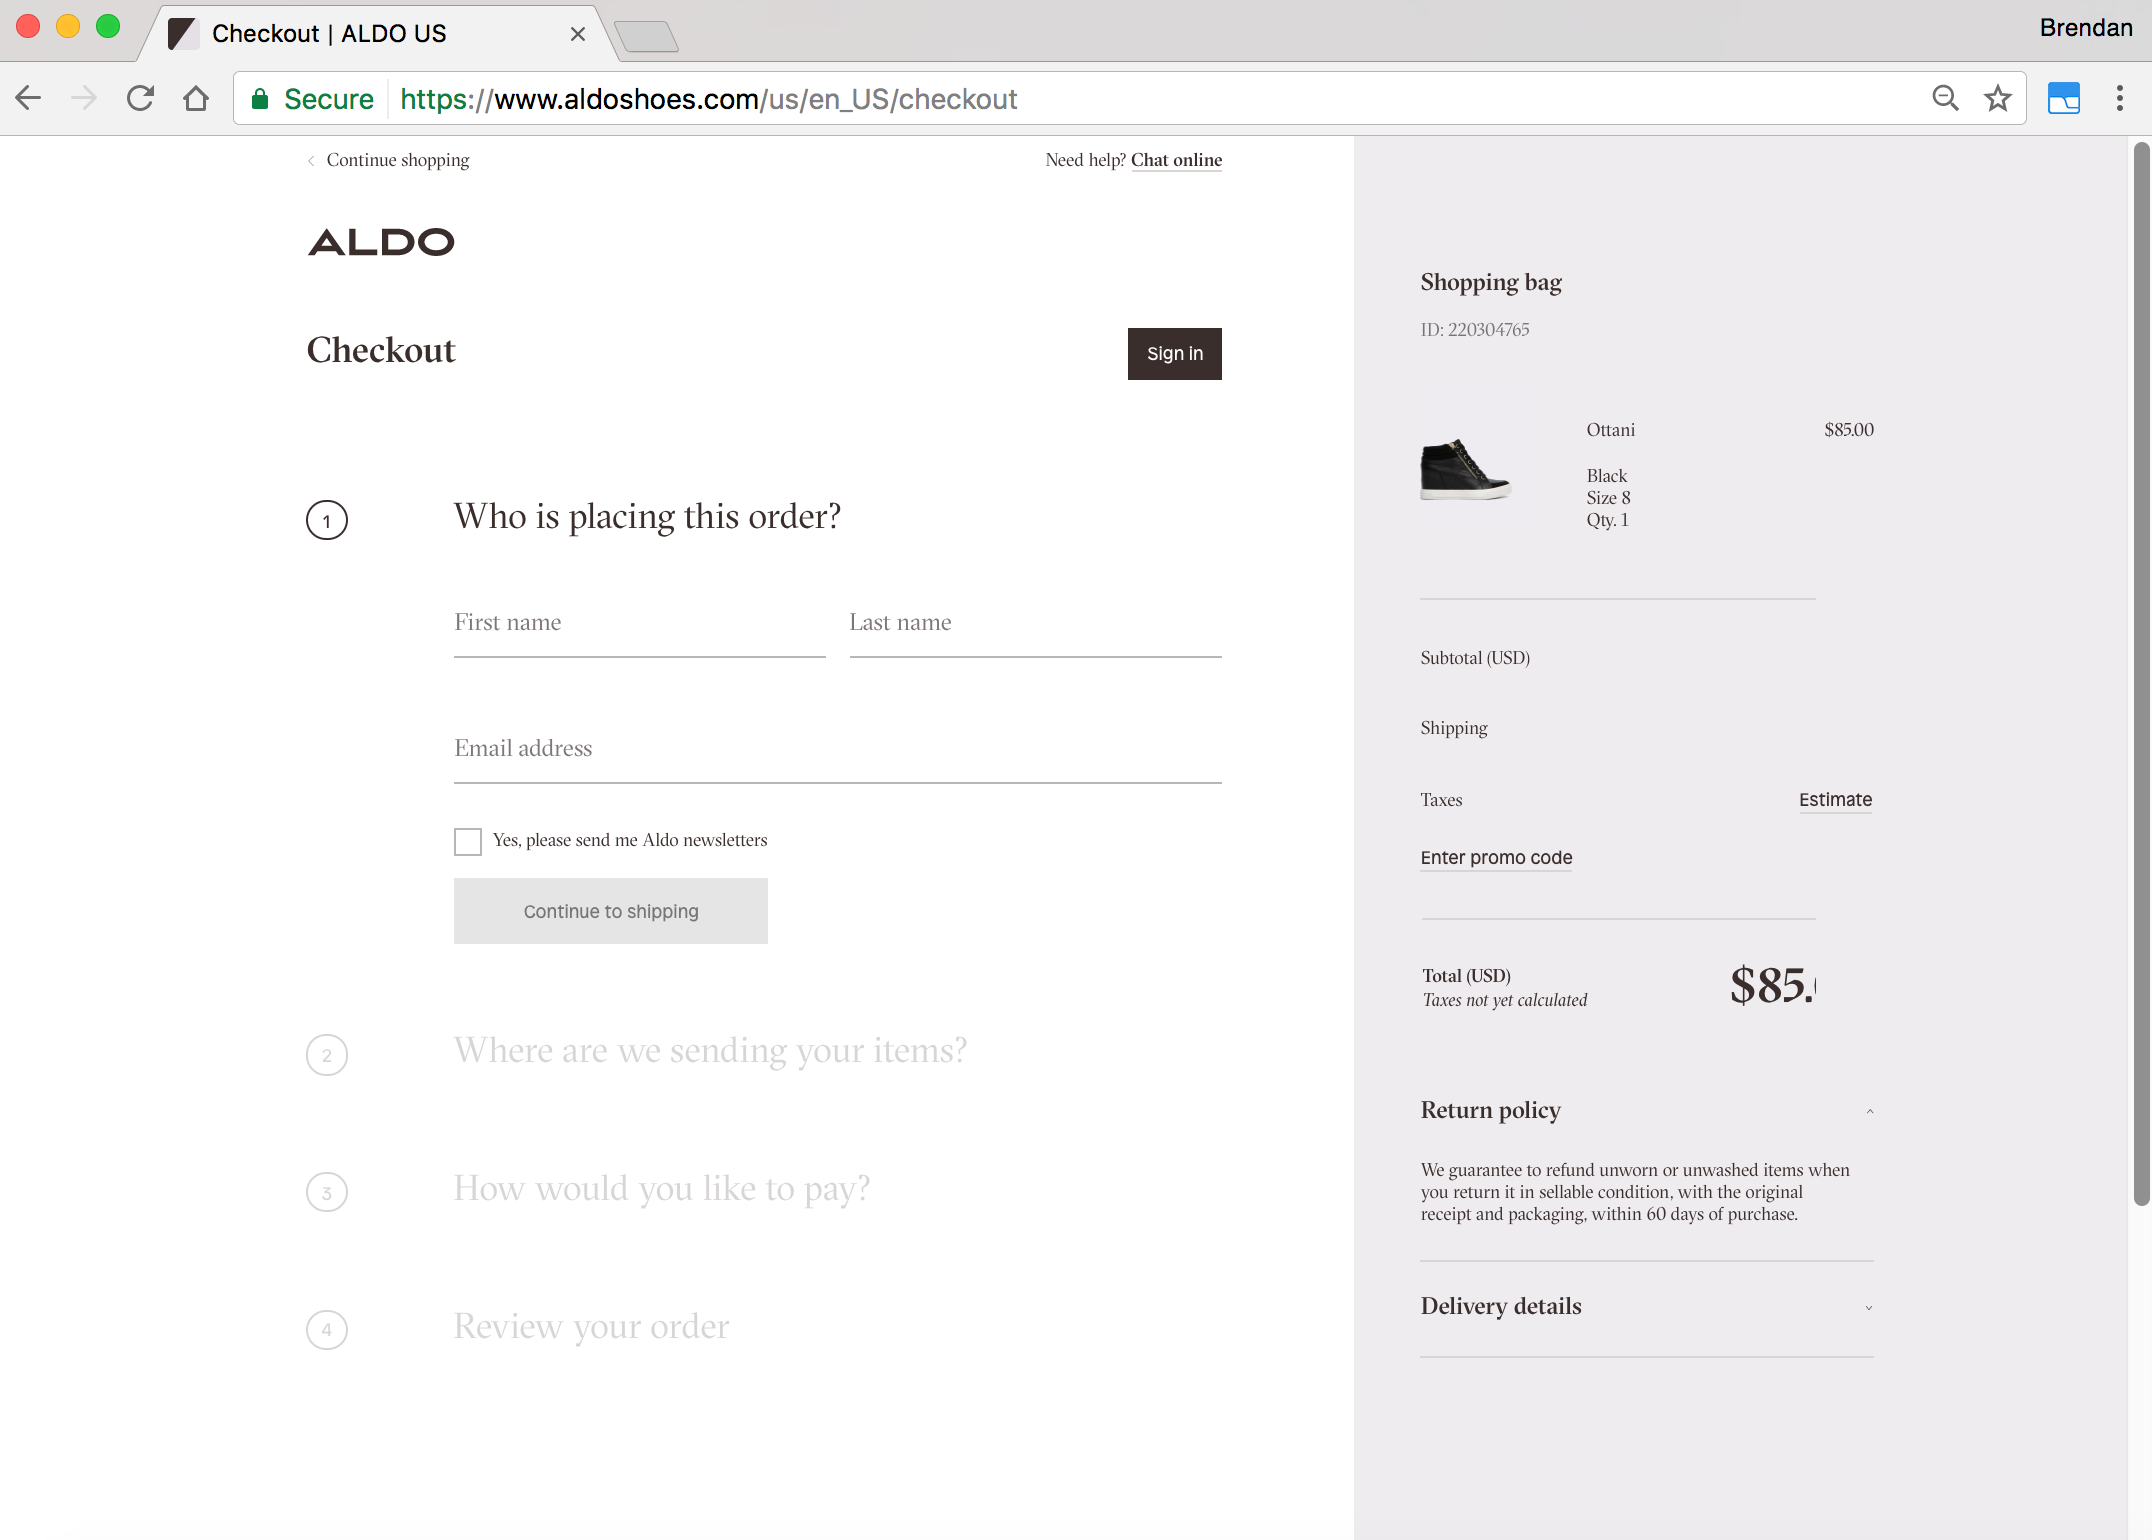 Checkout | ALDO US
Brendan
Secure
https://www.aldoshoes.com/us/en_US/checkout
Continue shopping
Need help? Chat online
ALDO
Checkout
Sign in
1
Who is placing this order?
First name
Last name
Email address
Yes, please send me Aldo newsletters
Continue to shipping
2
Where are we sending your items?
3
How would you like to pay?
4
Review your order
Shopping bag
ID: 220304765
Ottani
$85.00
Black
Size 8
Qty. 1
Subtotal (USD)
Shipping
Taxes
Estimate
Enter promo code
Total (USD)
$85.
Taxes not yet calculated
Return policy
We guarantee to refund unworn or unwashed items when
you return it in sellable condition, with the original
receipt and packaging, within 60 days of purchase.
Delivery details